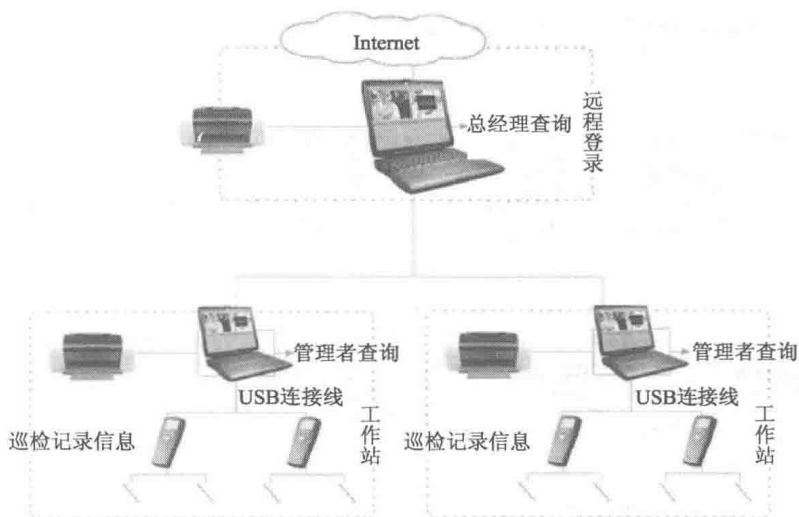 Internet
总经理查询
远程登录
管理者查询
USB连接线
巡检记录信息
工作站
管理者查询
USB连接线
巡检记录信息
工作站